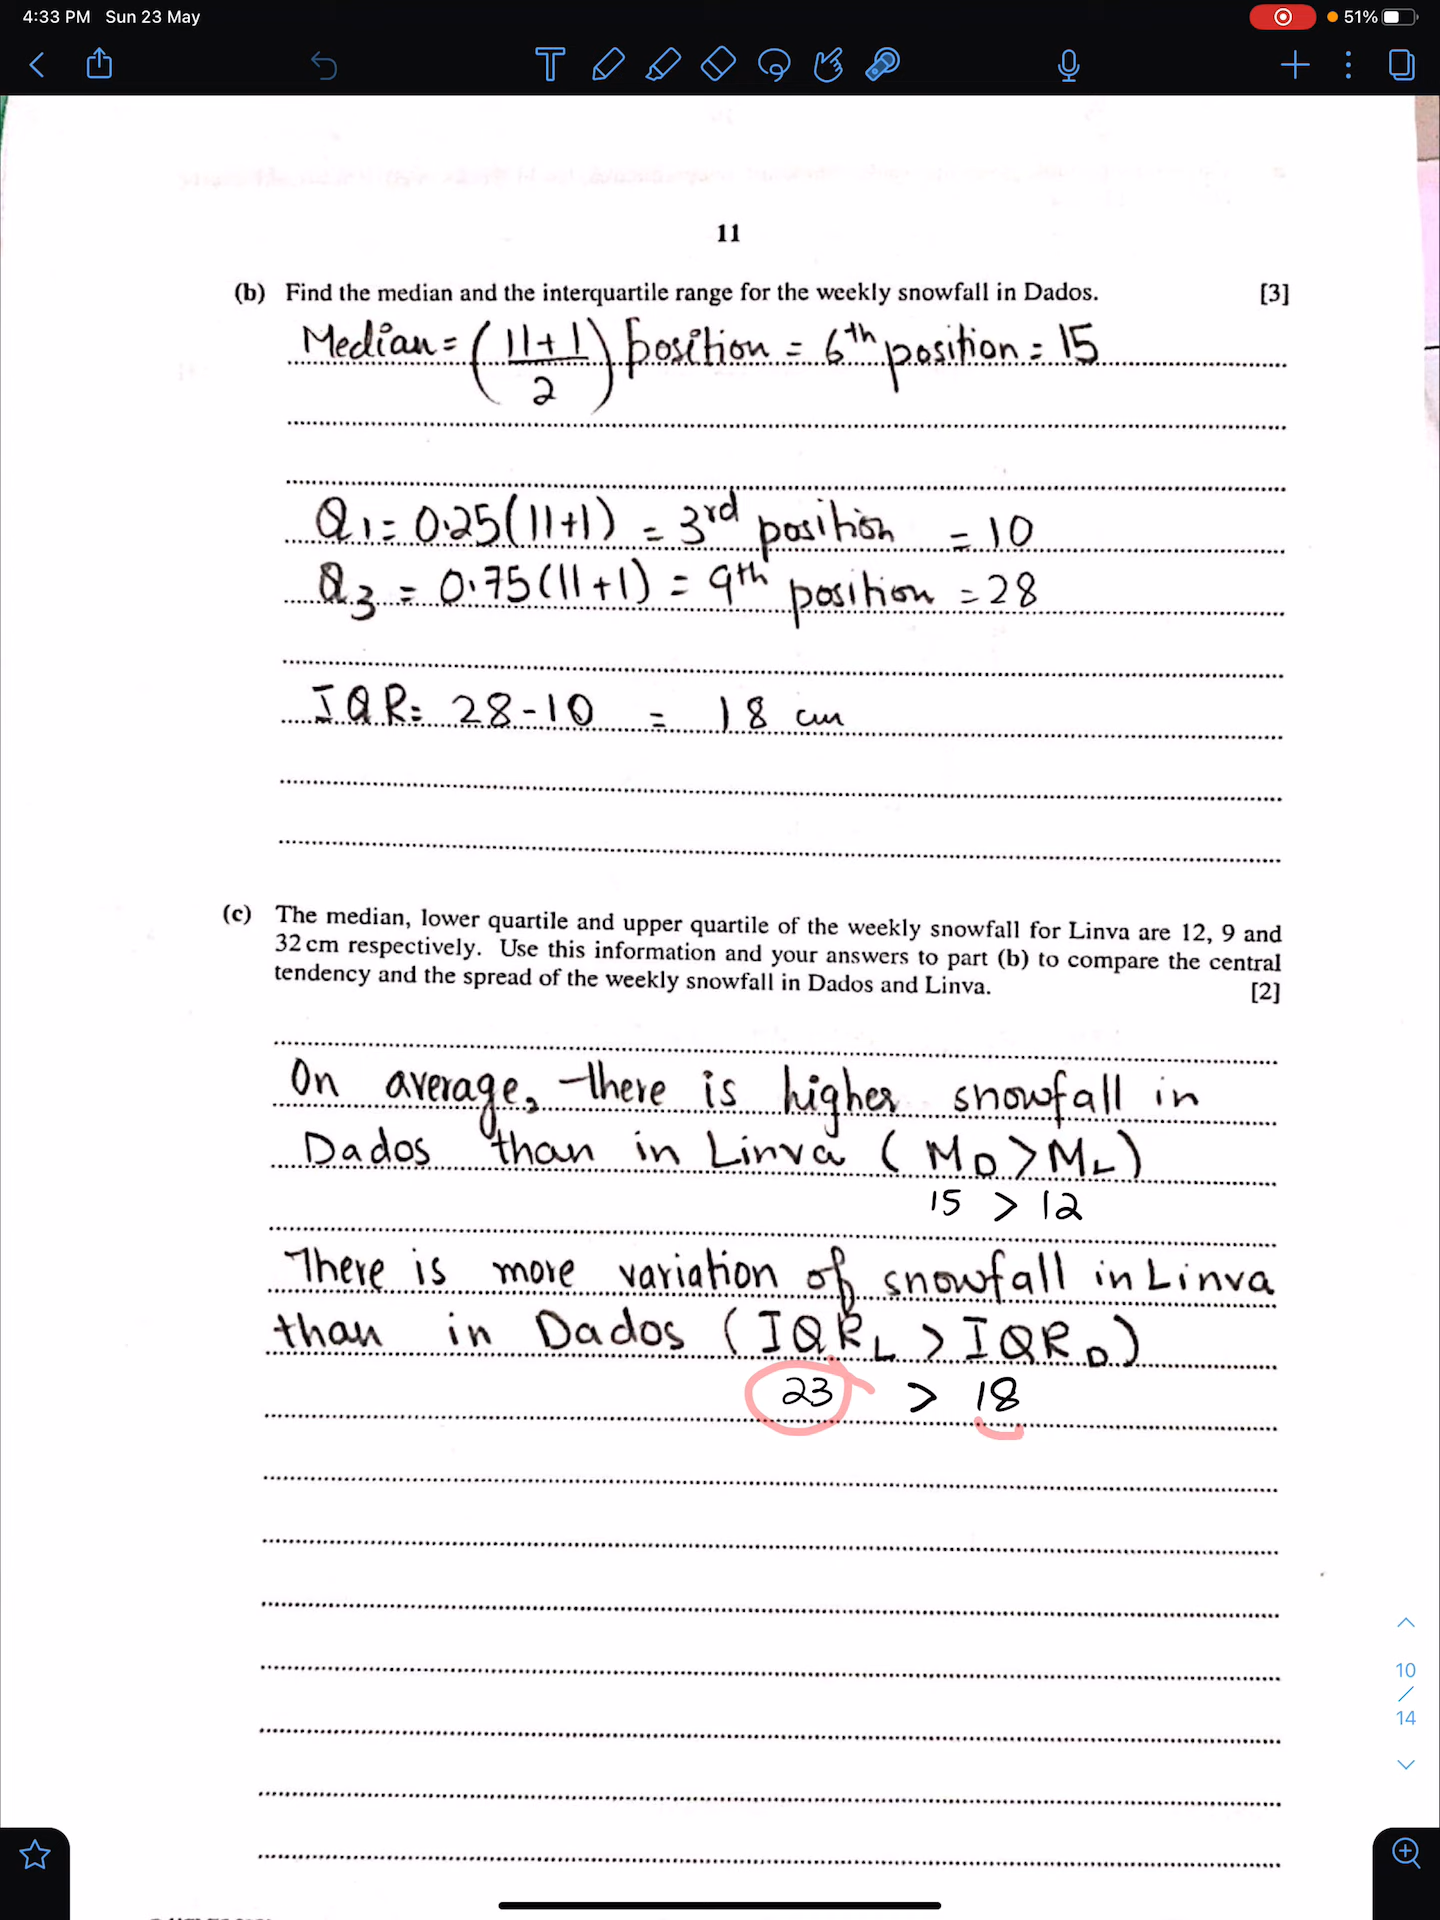 4:33 PM Sun 23 May
51%
11
(b) Find the median and the interquartile range for the weekly snowfall in Dados. [3]
Median = (11+1/2) position = 6th position = 15
Q1 = 0.25(11+1) = 3rd position = 10
Q3 = 0.75(11+1) = 9th position = 28
IQR = 28-10 = 18 cm
(c) The median, lower quartile and upper quartile of the weekly snowfall for Linva are 12, 9 and
32 cm respectively. Use this information and your answers to part (b) to compare the central
tendency and the spread of the weekly snowfall in Dados and Linva. [2]
On average, there is higher snowfall in
Dados than in Linva (MD > ML)
15 > 12
There is more variation of snowfall in Linva
than in Dados (IQRL > IQRD)
23 > 18
10
/
14